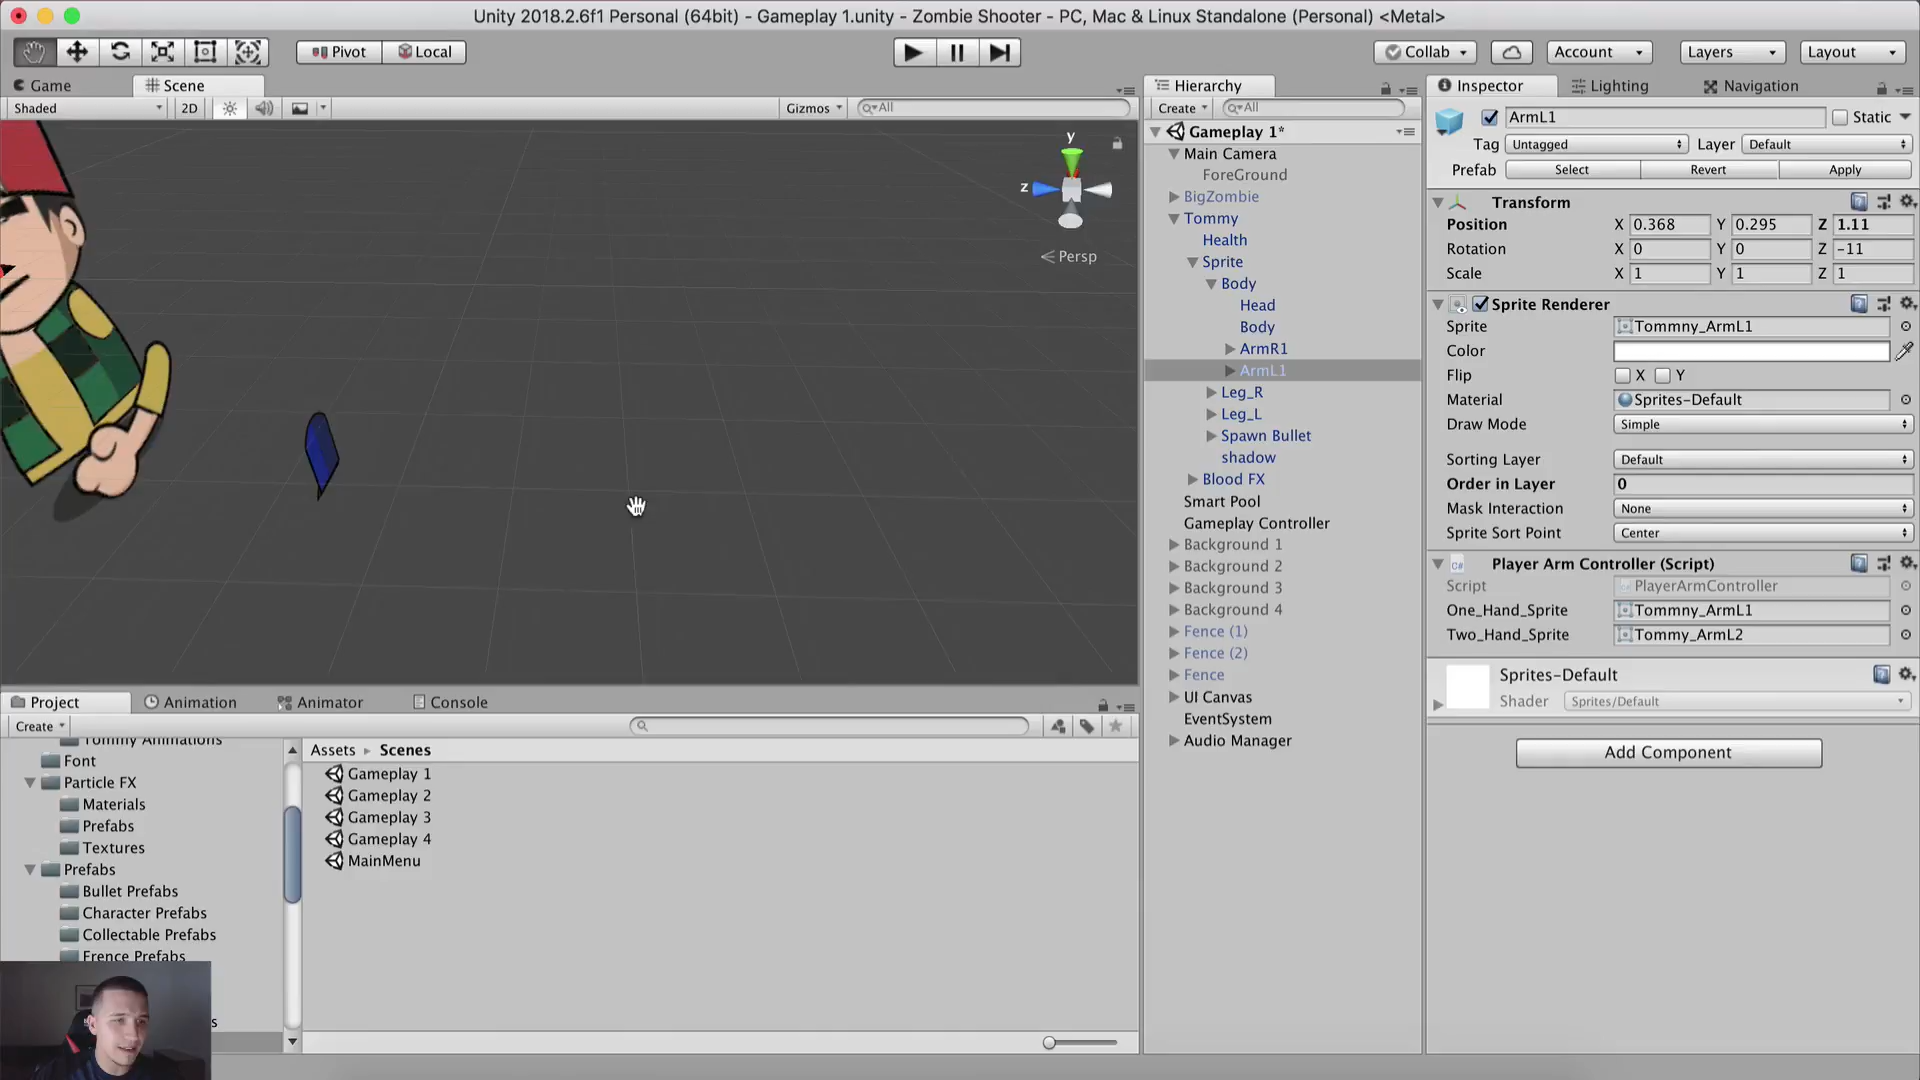 Unity 2018.2.6f1 Personal (64bit) - Gameplay 1.unity - Zombie Shooter - PC, Mac & Linux Standalone (Personal) <Metal>
Pivot Local Collab Account Layers Layout
Game Scene
Shaded 2D Gizmos All
y
z
Persp
Project Animation Animator Console
Create
Tommy Animations
Font
Particle FX
Materials
Prefabs
Textures
Prefabs
Bullet Prefabs
Character Prefabs
Collectable Prefabs
Frence Prefabs
Assets Scenes
Gameplay 1
Gameplay 2
Gameplay 3
Gameplay 4
MainMenu
Hierarchy
Create All
Gameplay 1*
Main Camera
ForeGround
BigZombie
Tommy
Health
Sprite
Body
Head
Body
ArmR1
ArmL1
Leg_R
Leg_L
Spawn Bullet
shadow
Blood FX
Smart Pool
Gameplay Controller
Background 1
Background 2
Background 3
Background 4
Fence (1)
Fence (2)
Fence
UI Canvas
EventSystem
Audio Manager
Inspector Lighting Navigation
ArmL1 Static
Tag Untagged Layer Default
Prefab Select Revert Apply
Transform
Position X 0.368 Y 0.295 Z 1.11
Rotation X 0 Y 0 Z -11
Scale X 1 Y 1 Z 1
Sprite Renderer
Sprite Tommny_ArmL1
Color
Flip X Y
Material Sprites-Default
Draw Mode Simple
Sorting Layer Default
Order in Layer 0
Mask Interaction None
Sprite Sort Point Center
Player Arm Controller (Script)
Script PlayerArmController
One_Hand_Sprite Tommny_ArmL1
Two_Hand_Sprite Tommy_ArmL2
Sprites-Default
Shader Sprites/Default
Add Component